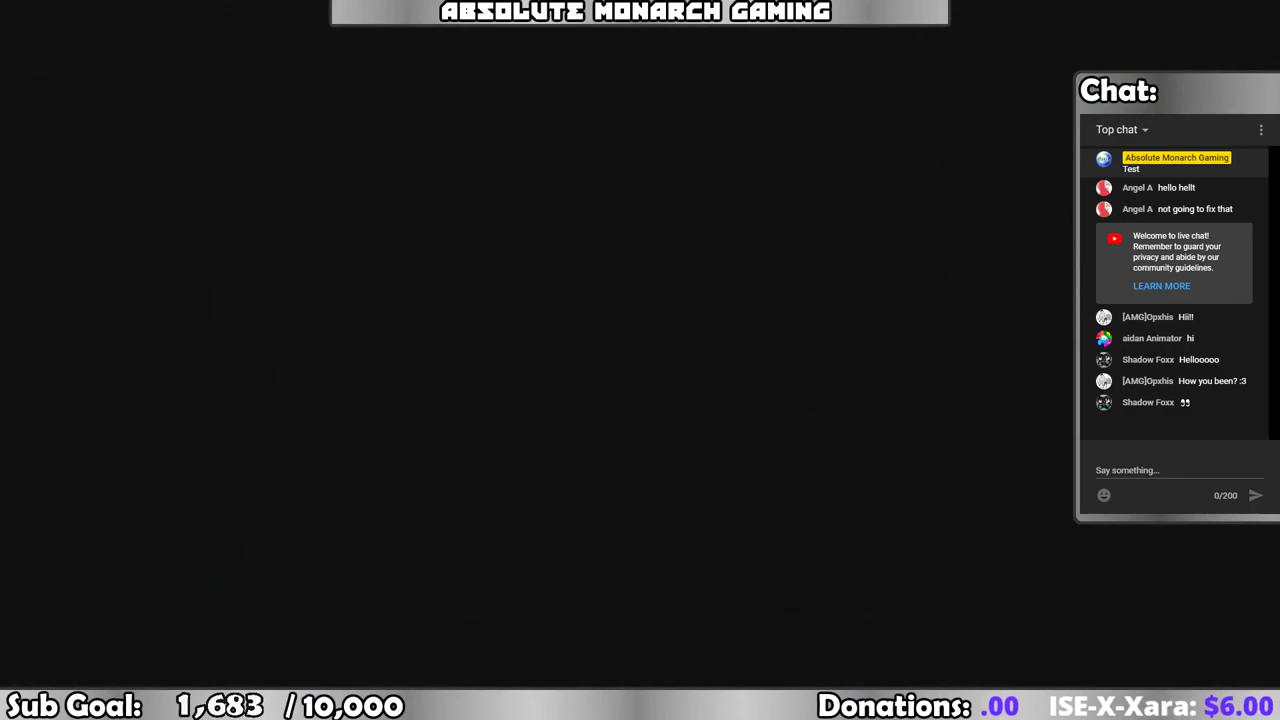 ABSOLUTE MONARCH GAMING
Chat:
Top chat
Absolute Monarch Gaming
Test
Angel A hello hellt
Angel A not going to fix that
Welcome to live chat!
Remember to guard your
privacy and abide by our
community guidelines.
LEARN MORE
[AMG]Opxhis Hii!!
aidan Animator hi
Shadow Foxx Hellooooo
[AMG]Opxhis How you been? :3
Shadow Foxx 👀
Say something...
0/200
Sub Goal: 1,683 / 10,000
Donations: .00 ISE-X-Xara: $6.00